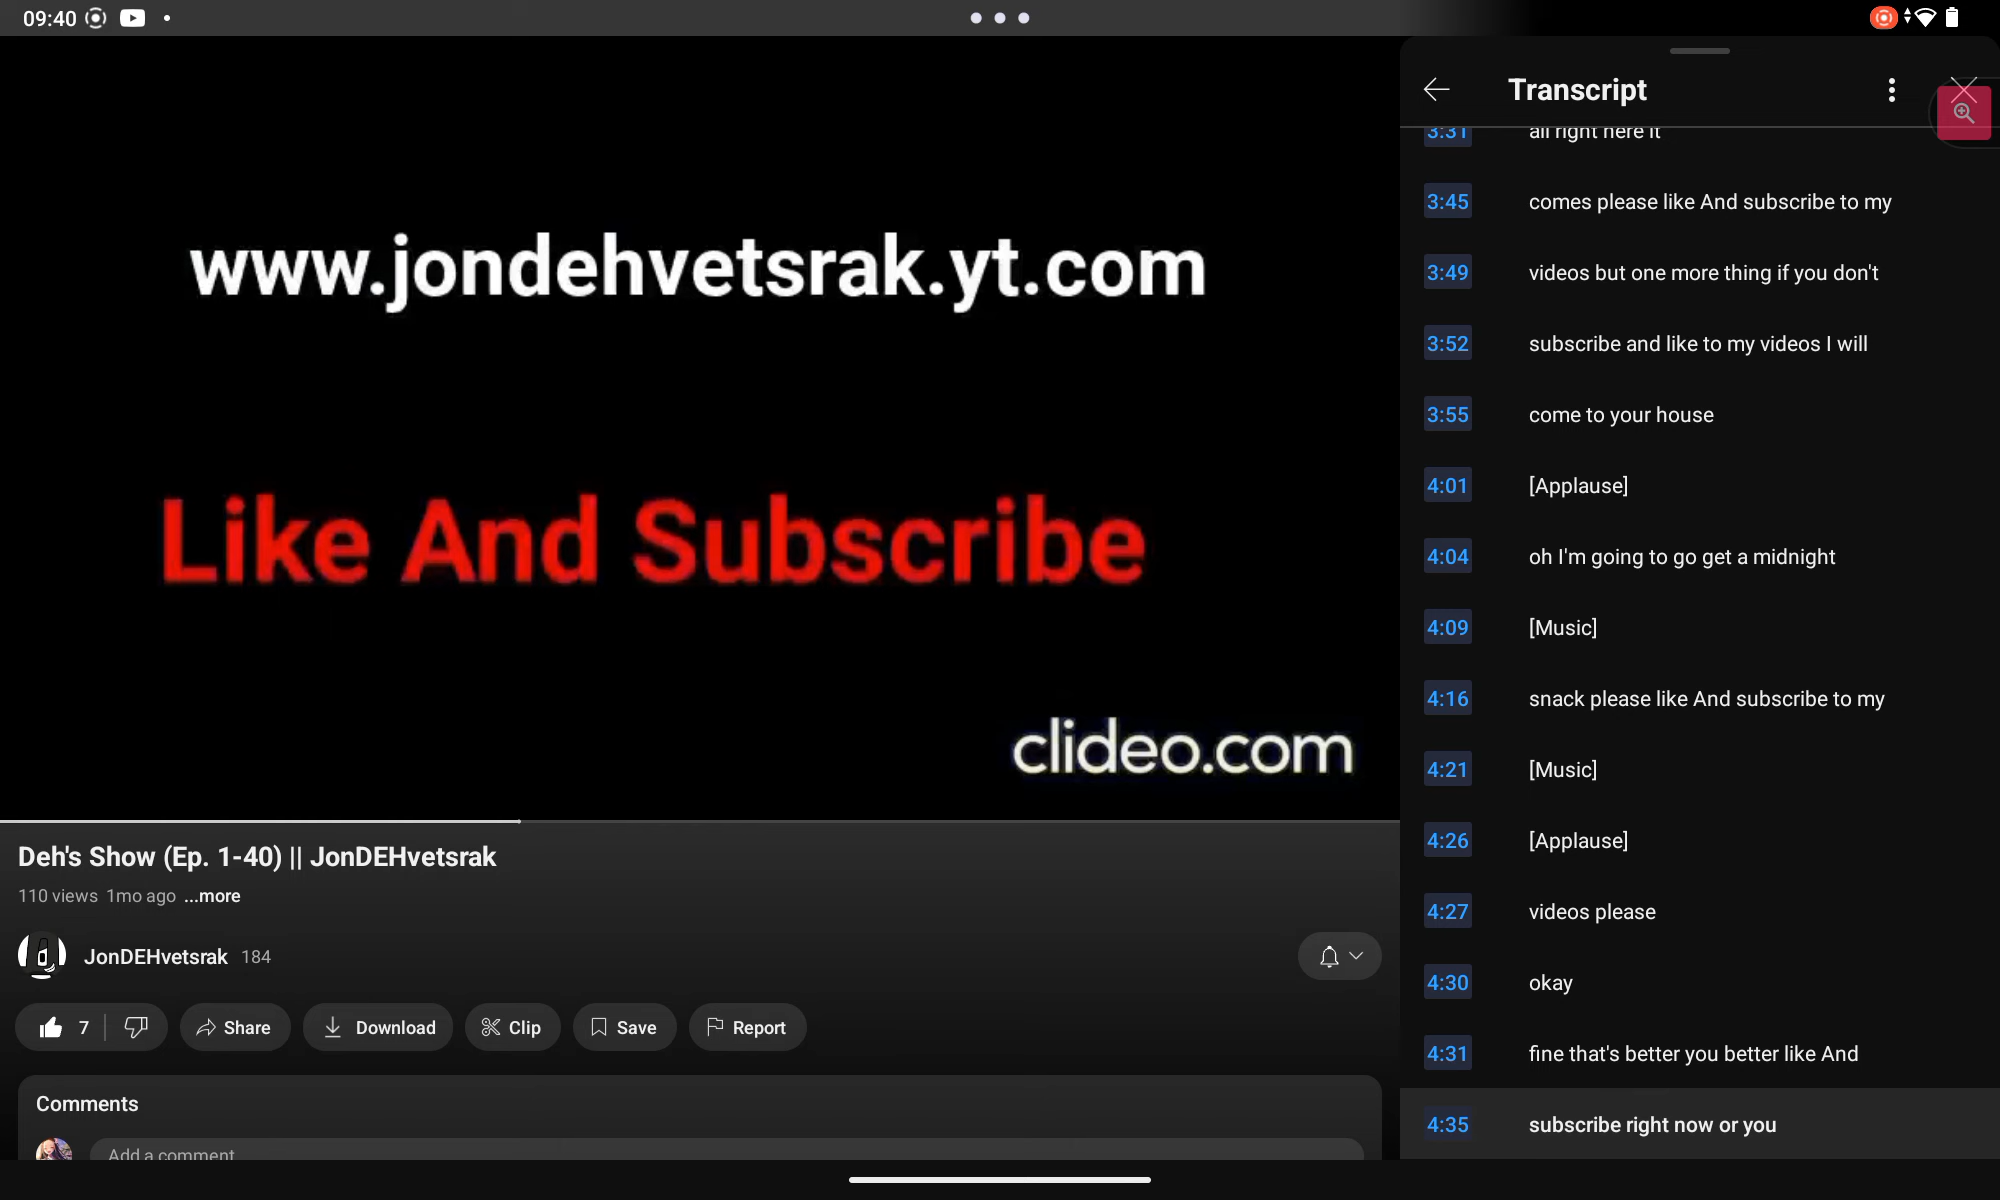 09:40
www.jondehvetsrak.yt.com
Like And Subscribe
clideo.com
Deh's Show (Ep. 1-40) || JonDEHvetsrak
110 views 1mo ago ...more
JonDEHvetsrak 184
7 Share Download Clip Save Report
Comments
Add a comment
Transcript
3:31 all right here it
3:45 comes please like And subscribe to my
3:49 videos but one more thing if you don't
3:52 subscribe and like to my videos I will
3:55 come to your house
4:01 [Applause]
4:04 oh I'm going to go get a midnight
4:09 [Music]
4:16 snack please like And subscribe to my
4:21 [Music]
4:26 [Applause]
4:27 videos please
4:30 okay
4:31 fine that's better you better like And
4:35 subscribe right now or you